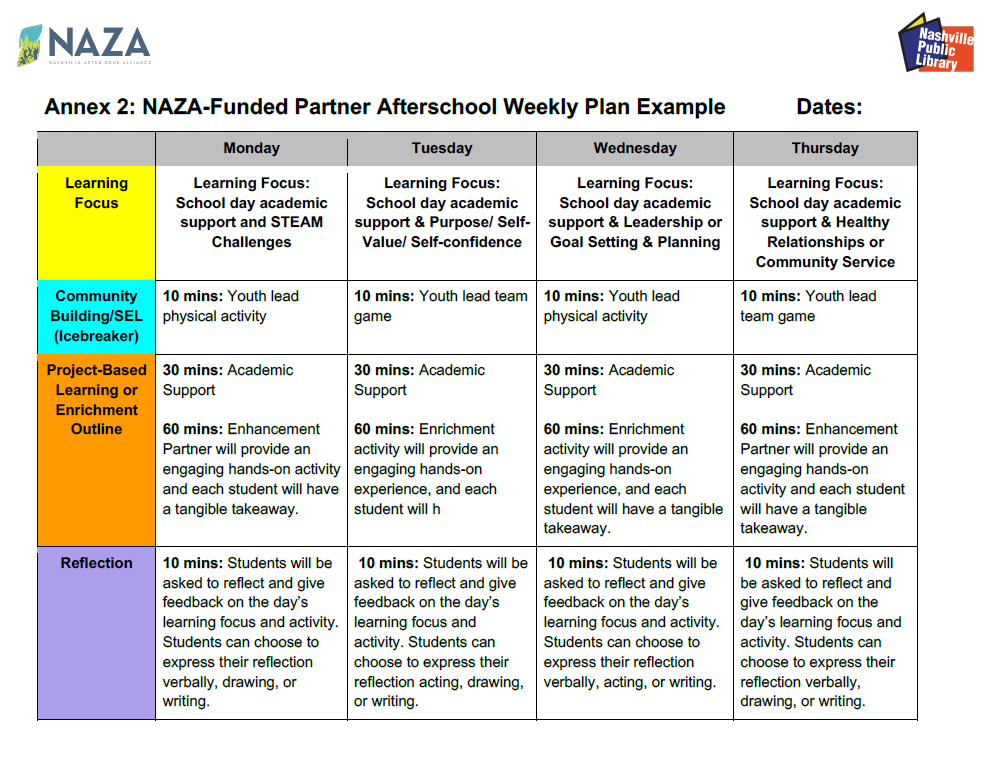 NAZA
NASHVILLE AFTER ZONE ALLIANCE
Nashville
Public
Library
Annex 2: NAZA-Funded Partner Afterschool Weekly Plan Example Dates:
Monday Tuesday Wednesday Thursday
Learning
Focus
Learning Focus:
School day academic
support and STEAM
Challenges
Learning Focus:
School day academic
support & Purpose/ Self-
Value/ Self-confidence
Learning Focus:
School day academic
support & Leadership or
Goal Setting & Planning
Learning Focus:
School day academic
support & Healthy
Relationships or
Community Service
Community
Building/SEL
(Icebreaker)
10 mins: Youth lead
physical activity
10 mins: Youth lead team
game
10 mins: Youth lead
physical activity
10 mins: Youth lead
team game
Project-Based
Learning or
Enrichment
Outline
30 mins: Academic
Support
60 mins: Enhancement
Partner will provide an
engaging hands-on activity
and each student will have
a tangible takeaway.
30 mins: Academic
Support
60 mins: Enrichment
activity will provide an
engaging hands-on
experience, and each
student will h
30 mins: Academic
Support
60 mins: Enrichment
activity will provide an
engaging hands-on
experience, and each
student will have a tangible
takeaway.
30 mins: Academic
Support
60 mins: Enhancement
Partner will provide an
engaging hands-on
activity and each student
will have a tangible
takeaway.
Reflection
10 mins: Students will be
asked to reflect and give
feedback on the day's
learning focus and activity.
Students can choose to
express their reflection
verbally, drawing, or
writing.
10 mins: Students will be
asked to reflect and give
feedback on the day's
learning focus and
activity. Students can
choose to express their
reflection acting, drawing,
or writing.
10 mins: Students will be
asked to reflect and give
feedback on the day's
learning focus and activity.
Students can choose to
express their reflection
verbally, acting, or writing.
10 mins: Students will
be asked to reflect and
give feedback on the
day's learning focus and
activity. Students can
choose to express their
reflection verbally,
drawing, or writing.